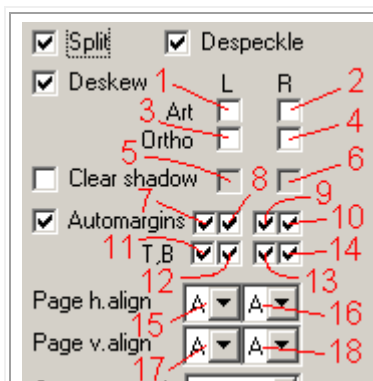 Split Despeckle
Deskew 1 L R 2
3 Art 4
Ortho
5 6
Clear shadow 8 9
7
Automargins 10
11 T,B 14
12 13
Page h.align A A
15 16
Page v.align A A
17 18